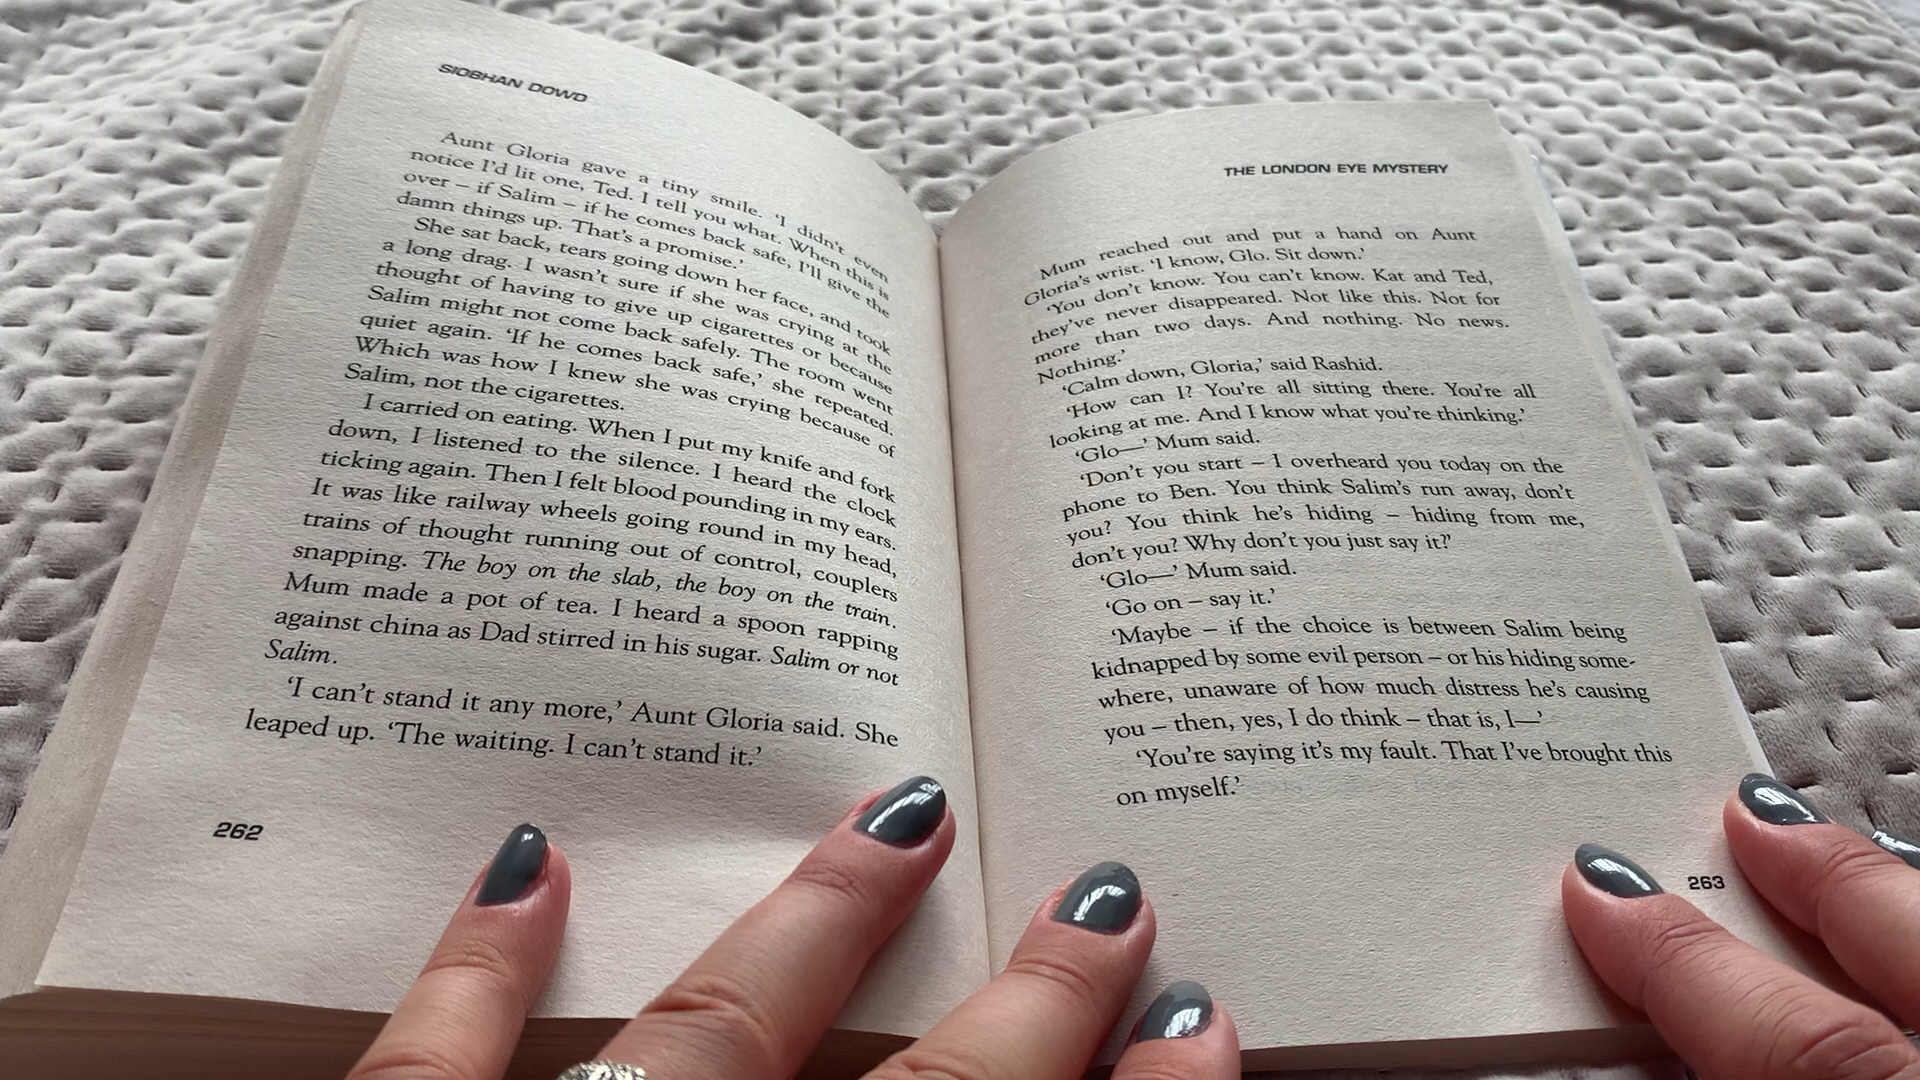 SIOBHAN DOWD
Aunt Gloria gave a tiny smile. ‘I didn’t even
notice I’d lit one, Ted. I tell you what. When this is
over – if Salim – if he comes back safe, I’ll give the
damn things up. That’s a promise.’
She sat back, tears going down her face, and took
a long drag. I wasn’t sure if she was crying at the
thought of having to give up cigarettes or because
Salim might not come back safely. The room went
quiet again. ‘If he comes back safe,’ she repeated.
Which was how I knew she was crying because of
Salim, not the cigarettes.
I carried on eating. When I put my knife and fork
down, I listened to the silence. I heard the clock
ticking again. Then I felt blood pounding in my ears.
It was like railway wheels going round in my head,
trains of thought running out of control, couplers
snapping. The boy on the slab, the boy on the train.
Mum made a pot of tea. I heard a spoon rapping
against china as Dad stirred in his sugar. Salim or not
Salim.
‘I can’t stand it any more,’ Aunt Gloria said. She
leaped up. ‘The waiting. I can’t stand it.’
262
THE LONDON EYE MYSTERY
Mum reached out and put a hand on Aunt
Gloria’s wrist. ‘I know, Glo. Sit down.’
‘You don’t know. You can’t know. Kat and Ted,
they’ve never disappeared. Not like this. Not for
more than two days. And nothing. No news.
Nothing.’
‘Calm down, Gloria,’ said Rashid.
‘How can I? You’re all sitting there. You’re all
looking at me. And I know what you’re thinking.’
‘Glo—’ Mum said.
‘Don’t you start – I overheard you today on the
phone to Ben. You think Salim’s run away, don’t
you? You think he’s hiding – hiding from me,
don’t you? Why don’t you just say it?’
‘Glo—’ Mum said.
‘Go on – say it.’
‘Maybe – if the choice is between Salim being
kidnapped by some evil person – or his hiding some-
where, unaware of how much distress he’s causing
you – then, yes, I do think – that is, I—’
‘You’re saying it’s my fault. That I’ve brought this
on myself.’
263